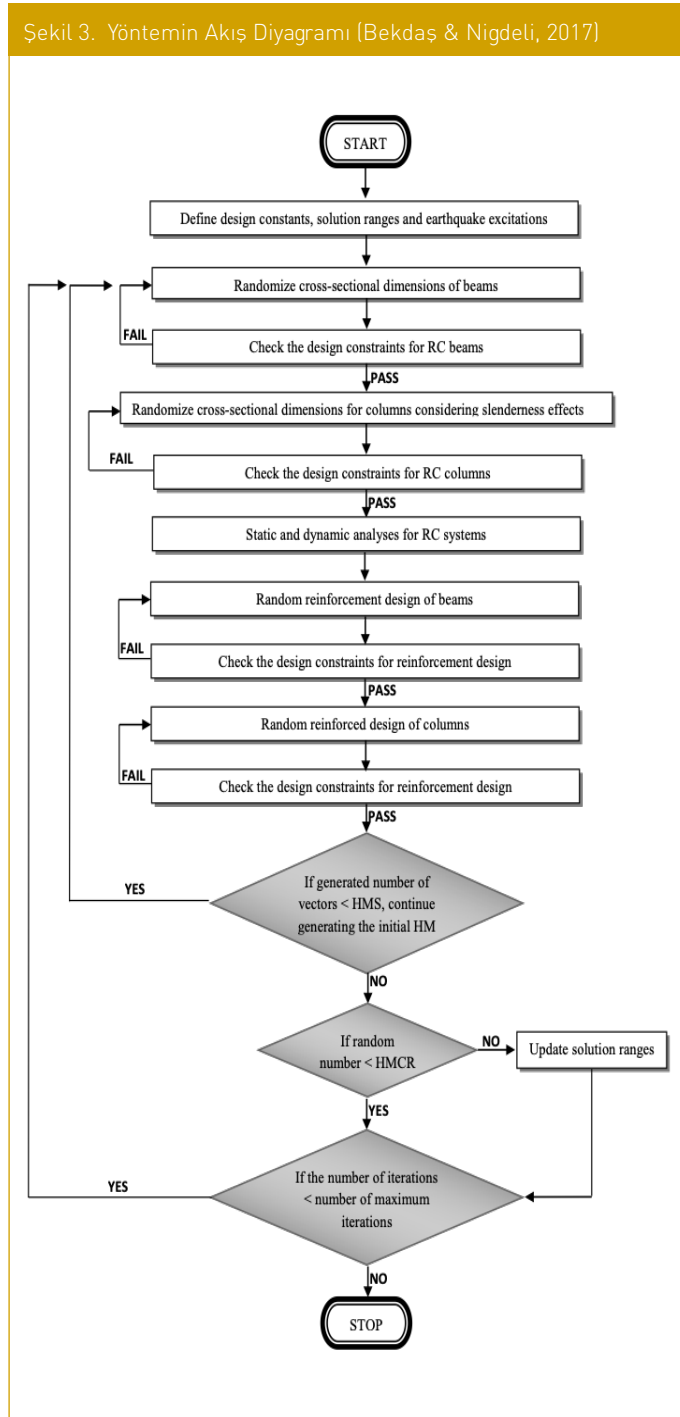 Şekil 3. Yöntemin Akış Diyagramı (Bekdaş & Nigdeli, 2017)
START
Define design constants, solution ranges and earthquake excitations
Randomize cross-sectional dimensions of beams
FAIL
Check the design constraints for RC beams
PASS
Randomize cross-sectional dimensions for columns considering slenderness effects
FAIL
Check the design constraints for RC columns
PASS
Static and dynamic analyses for RC systems
Random reinforcement design of beams
FAIL
Check the design constraints for reinforcement design
PASS
Random reinforced design of columns
FAIL
Check the design constraints for reinforcement design
PASS
If generated number of
vectors < HMS, continue
generating the initial HM
YES
NO
If random
number < HMCR
NO
Update solution ranges
YES
If the number of iterations
< number of maximum
iterations
YES
NO
STOP